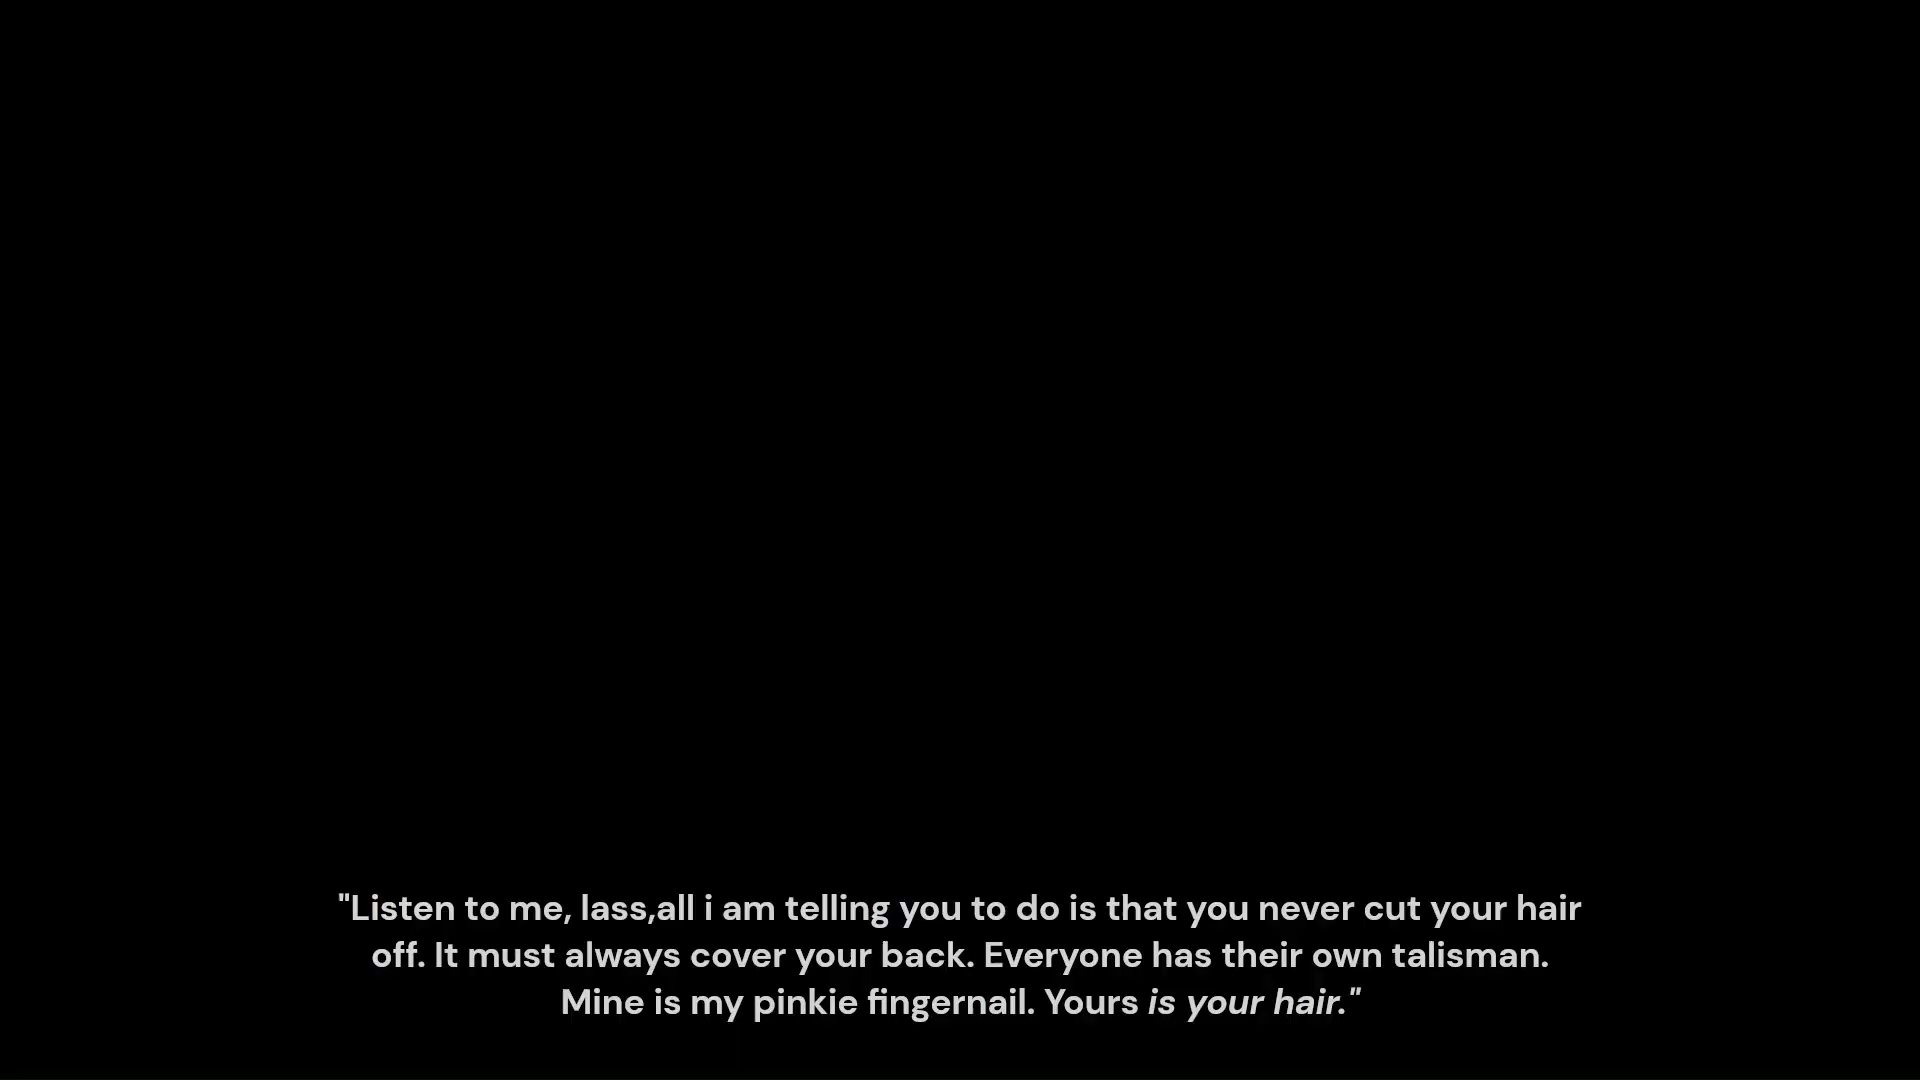 "Listen to me, lass,all i am telling you to do is that you never cut your hair
off. It must always cover your back. Everyone has their own talisman.
Mine is my pinkie fingernail. Yours is your hair."